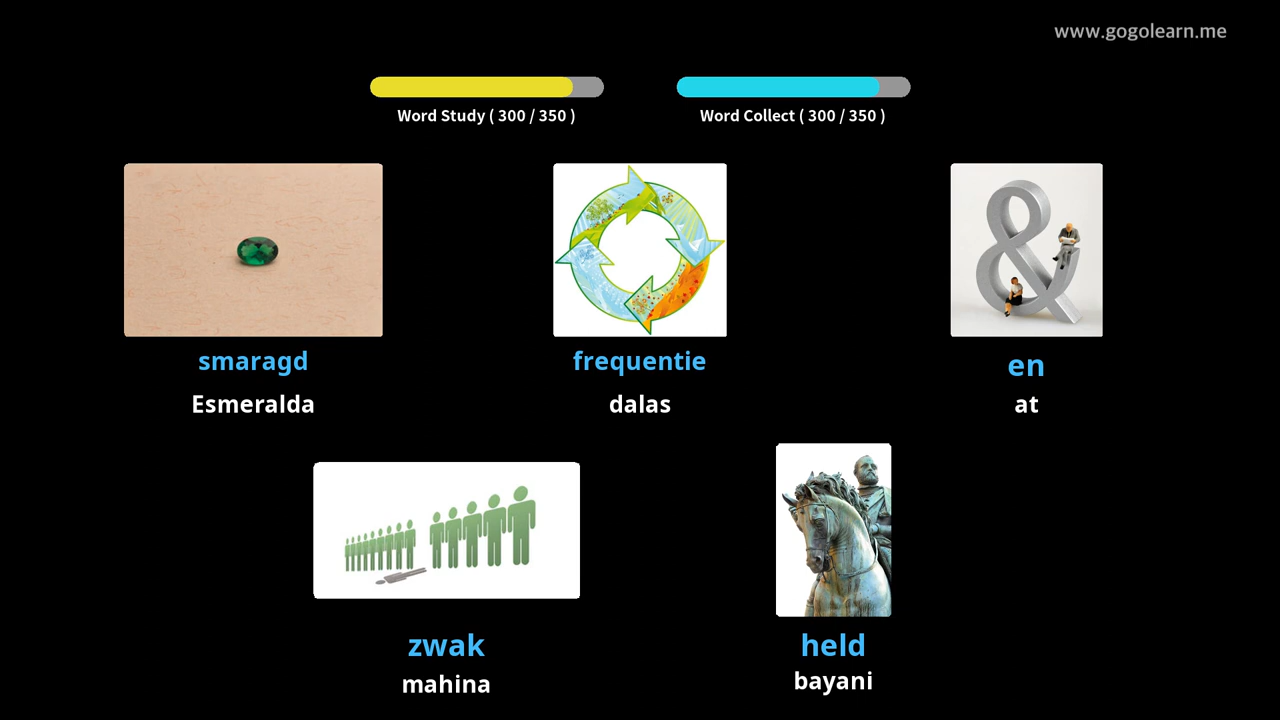 www.gogolearn.me
Word Study ( 300 / 350 )
Word Collect ( 300 / 350 )
smaragd
Esmeralda
frequentie
dalas
en
at
zwak
mahina
held
bayani